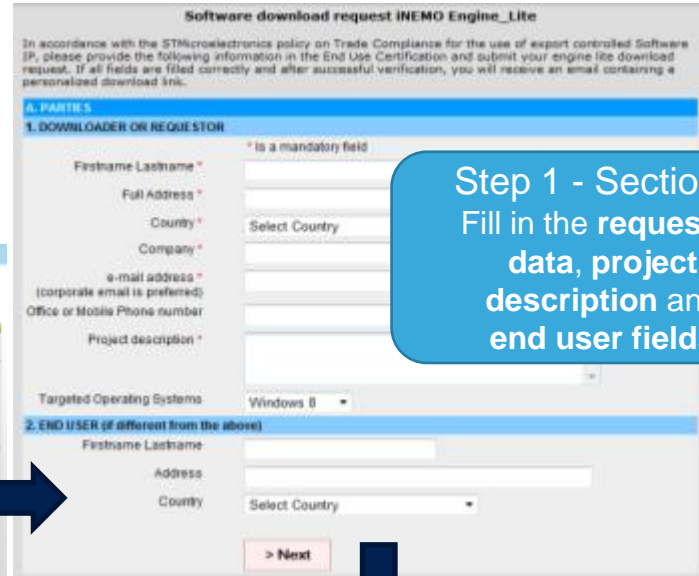 Software download request iNEMO Engine_Lite
In accordance with the STMicroelectronics policy on Trade Compliance for the use of export controlled Software
IP, please provide the following information in the End Use Certification and submit your engine lite download
request. If all fields are filled correctly and after successful verification, you will receive an email containing a
personalized download link.
A. PARTIES
1. DOWNLOADER OR REQUESTOR
* is a mandatory field
Firstname Lastname *
Full Address *
Country * Select Country
Company *
e-mail address *
(corporate email is preferred)
Office or Mobile Phone number
Project description *
Targeted Operating Systems Windows 8
2. END USER (if different from the above)
Firstname Lastname
Address
Country Select Country
> Next
Step 1 - Section
Fill in the reques
data, project
description an
end user field